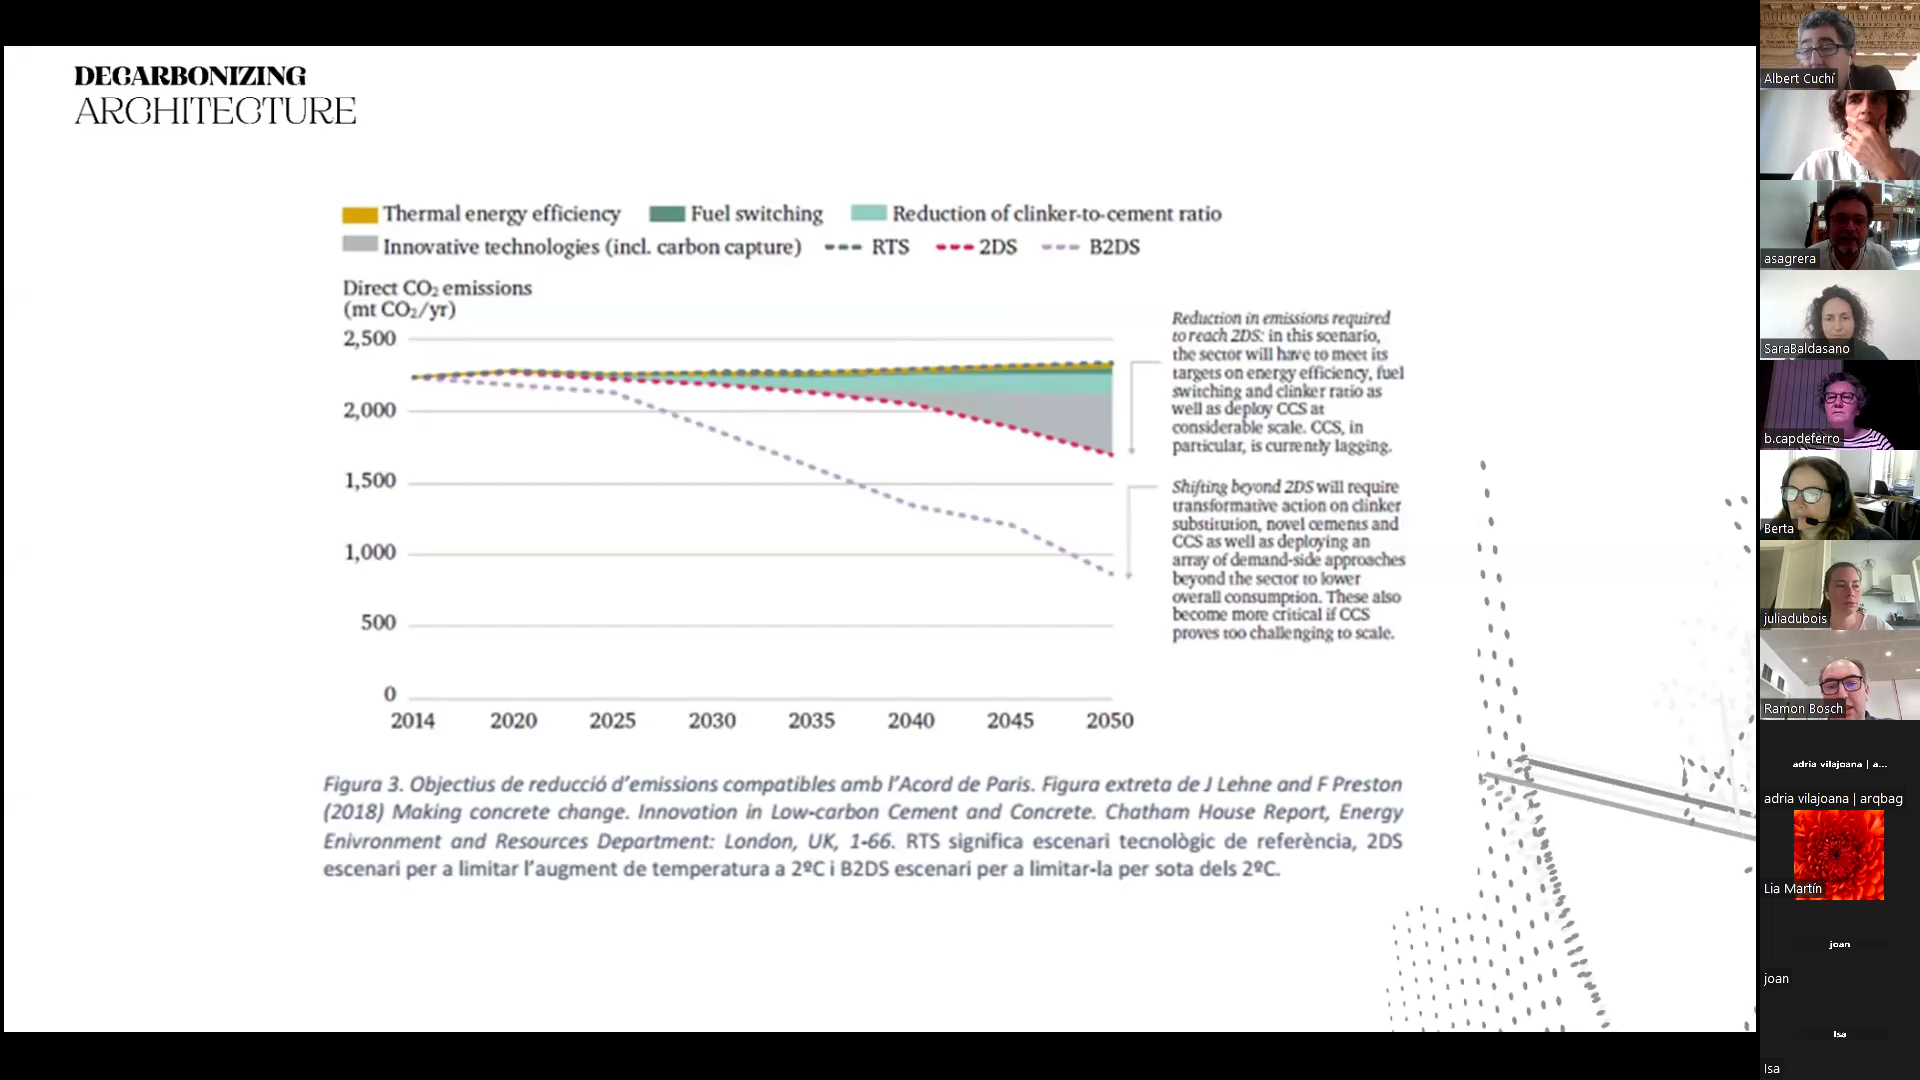 DECARBONIZING
ARCHITECTURE
Thermal energy efficiency Fuel switching Reduction of clinker-to-cement ratio
Innovative technologies (incl. carbon capture) RTS 2DS B2DS
Direct CO₂ emissions
(mt CO₂/yr)
2,500
2,000
1,500
1,000
500
0
2014 2020 2025 2030 2035 2040 2045 2050
Reduction in emissions required
to reach 2DS: in this scenario,
the sector will have to meet its
targets on energy efficiency, fuel
switching and clinker ratio as
well as deploy CCS at
considerable scale. CCS, in
particular, is currently lagging.
Shifting beyond 2DS will require
transformative action on clinker
substitution, novel cements and
CCS as well as deploying an
array of demand-side approaches
beyond the sector to lower
overall consumption. These also
become more critical if CCS
proves too challenging to scale.
Figura 3. Objectius de reducció d'emissions compatibles amb l'Acord de Paris. Figura extreta de J Lehne and F Preston
(2018) Making concrete change. Innovation in Low-carbon Cement and Concrete. Chatham House Report, Energy
Enivronment and Resources Department: London, UK, 1-66. RTS significa escenari tecnològic de referència, 2DS
escenari per a limitar l'augment de temperatura a 2ºC i B2DS escenari per a limitar-la per sota dels 2ºC.
Albert Cuchí
asagrera
SaraBaldasano
b.capdeferro
Berta
juliadubois
Ramon Bosch
adria vilajoana | a...
adria vilajoana | arqbag
Lia Martín
joan
joan
Isa
Isa